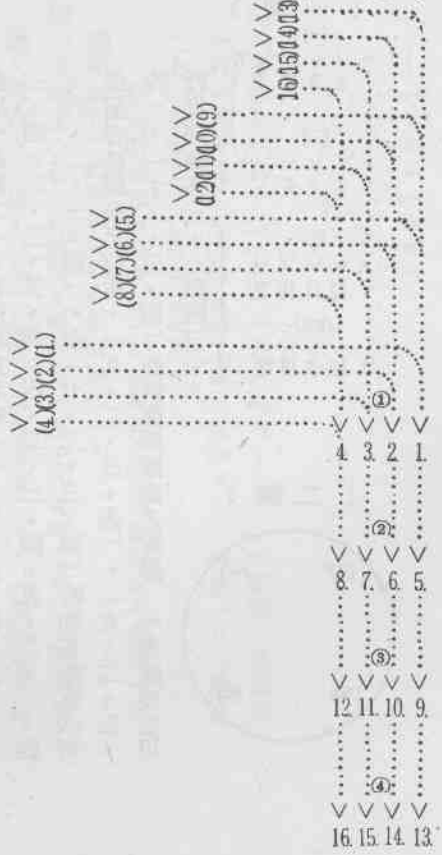 16)(15)(14)(13)
(12)(11)(10)(9)
(8.)(7.)(6.)(5.)
(4.)(3.)(2.)(1.)
①
4. 3. 2. 1.
②
8. 7. 6. 5.
③
12. 11. 10. 9.
④
16. 15. 14. 13.